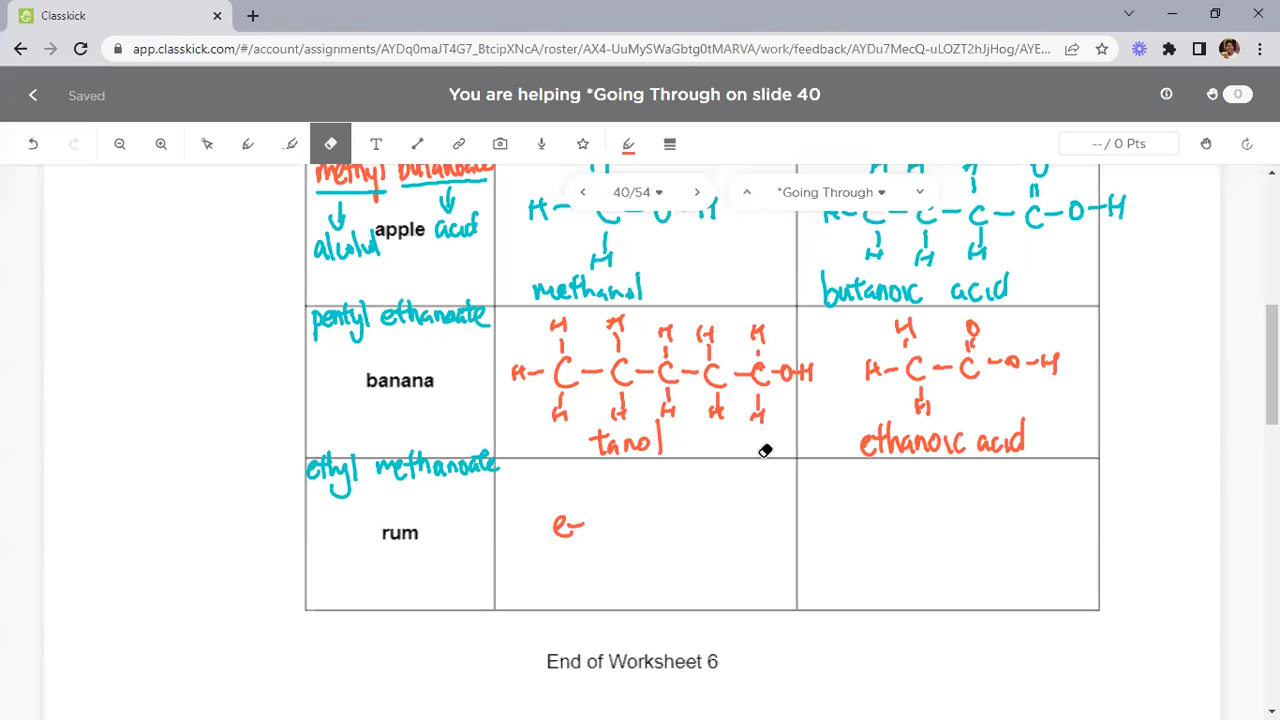 Classkick
app.classkick.com/#/account/assignments/AYDq0maJT4G7_BtcipXNcA/roster/AX4-UuMySWaGbtg0tMARVA/work/feedback/AYDu7MecQ-uLOZT2hJjHog/AYE...
Saved
You are helping *Going Through on slide 40
0
T
--/0 Pts
methyl butanoate
40/54
*Going Through
H H H O
H C O H
H C - C - C - C - O - H
apple
alcohol
acid
H
H H H
methanol
butanoic acid
pentyl ethanoate
H H H H H
H O
banana
H - C - C - C - C - C - OH
H - C - C - O - H
H H H H H
H
tanol
ethanoic acid
ethyl methanoate
rum
e
End of Worksheet 6